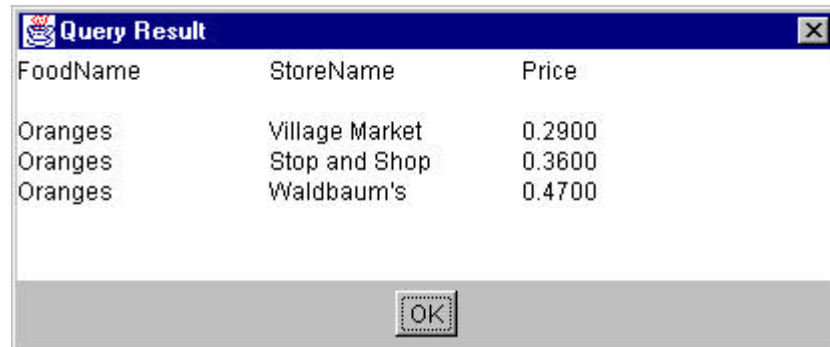 Query Result
FoodName StoreName Price
Oranges Village Market 0.2900
Oranges Stop and Shop 0.3600
Oranges Waldbaum's 0.4700
OK